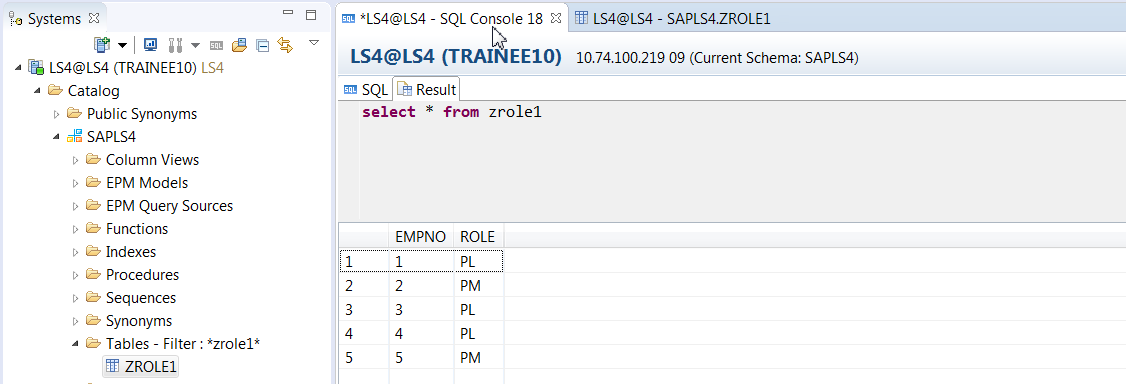 Systems
LS4@LS4 (TRAINEE10) LS4
Catalog
Public Synonyms
SAPLS4
Column Views
EPM Models
EPM Query Sources
Functions
Indexes
Procedures
Sequences
Synonyms
Tables - Filter : *zrole1*
ZROLE1
SQL *LS4@LS4 - SQL Console 18
LS4@LS4 - SAPLS4.ZROLE1
LS4@LS4 (TRAINEE10) 10.74.100.219 09 (Current Schema: SAPLS4)
SQL SQL Result
select * from zrole1
EMPNO ROLE
1 1 PL
2 2 PM
3 3 PL
4 4 PL
5 5 PM